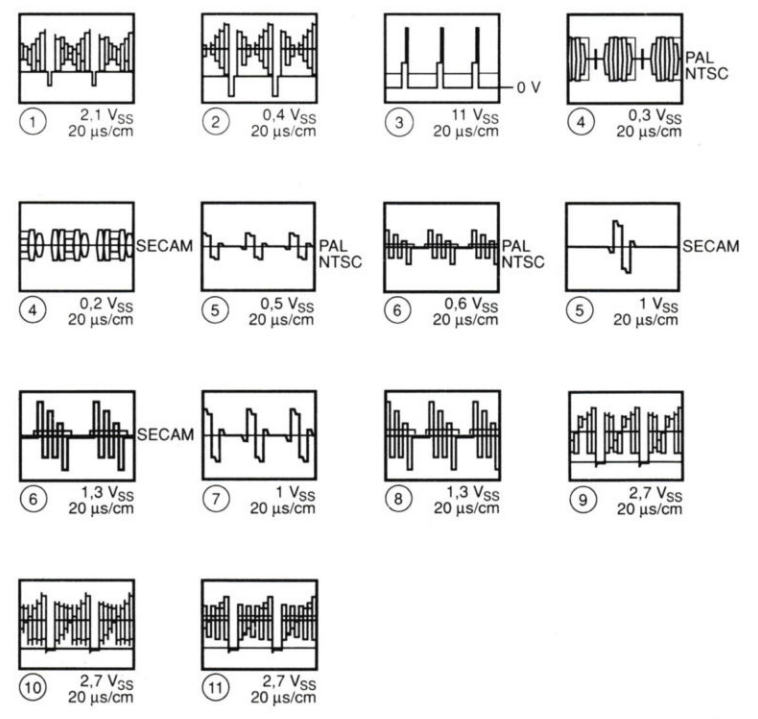 PAL
NTSC
0 V
1 2,1 Vss
20 µs/cm
2 0,4 Vss
20 µs/cm
3 11 Vss
20 µs/cm
4 0,3 Vss
20 µs/cm
SECAM
PAL
NTSC
PAL
NTSC
SECAM
4 0,2 Vss
20 µs/cm
5 0,5 Vss
20 µs/cm
6 0,6 Vss
20 µs/cm
5 1 Vss
20 µs/cm
SECAM
6 1,3 Vss
20 µs/cm
7 1 Vss
20 µs/cm
8 1,3 Vss
20 µs/cm
9 2,7 Vss
20 µs/cm
10 2,7 Vss
20 µs/cm
11 2,7 Vss
20 µs/cm